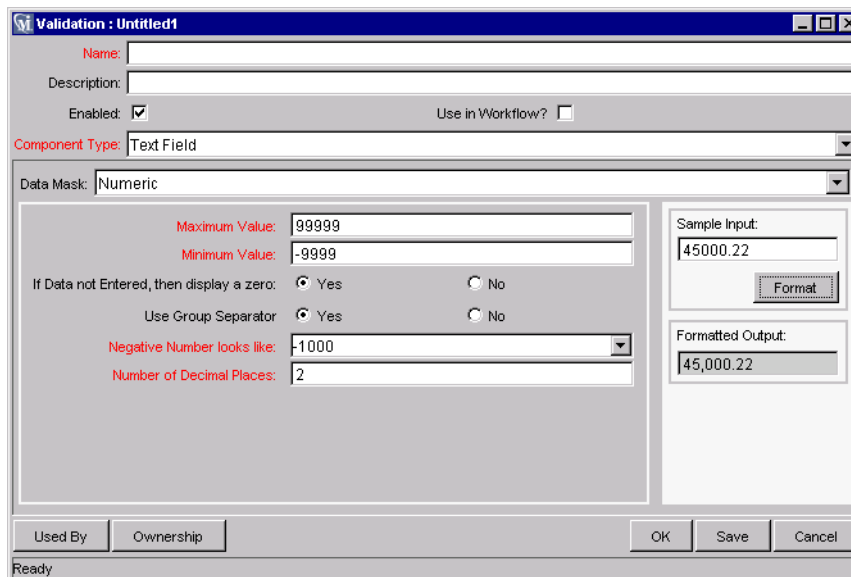 Validation : Untitled1
Name:
Description:
Enabled: Use in Workflow?
Component Type: Text Field
Data Mask: Numeric
Maximum Value: 99999
Minimum Value: -9999
If Data not Entered, then display a zero: Yes No
Use Group Separator Yes No
Negative Number looks like: -1000
Number of Decimal Places: 2
Sample Input:
45000.22
Format
Formatted Output:
45,000.22
Used By Ownership OK Save Cancel
Ready